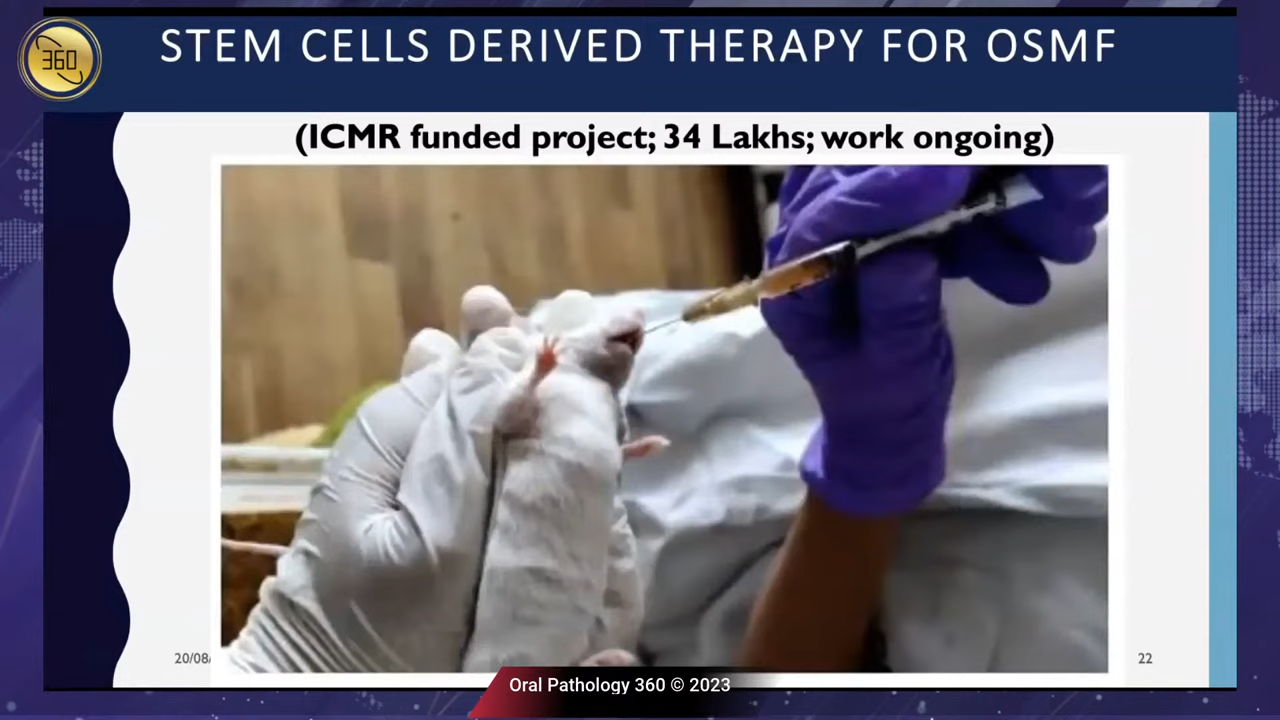 360
STEM CELLS DERIVED THERAPY FOR OSMF
(ICMR funded project; 34 Lakhs; work ongoing)
20/08/
22
Oral Pathology 360 © 2023